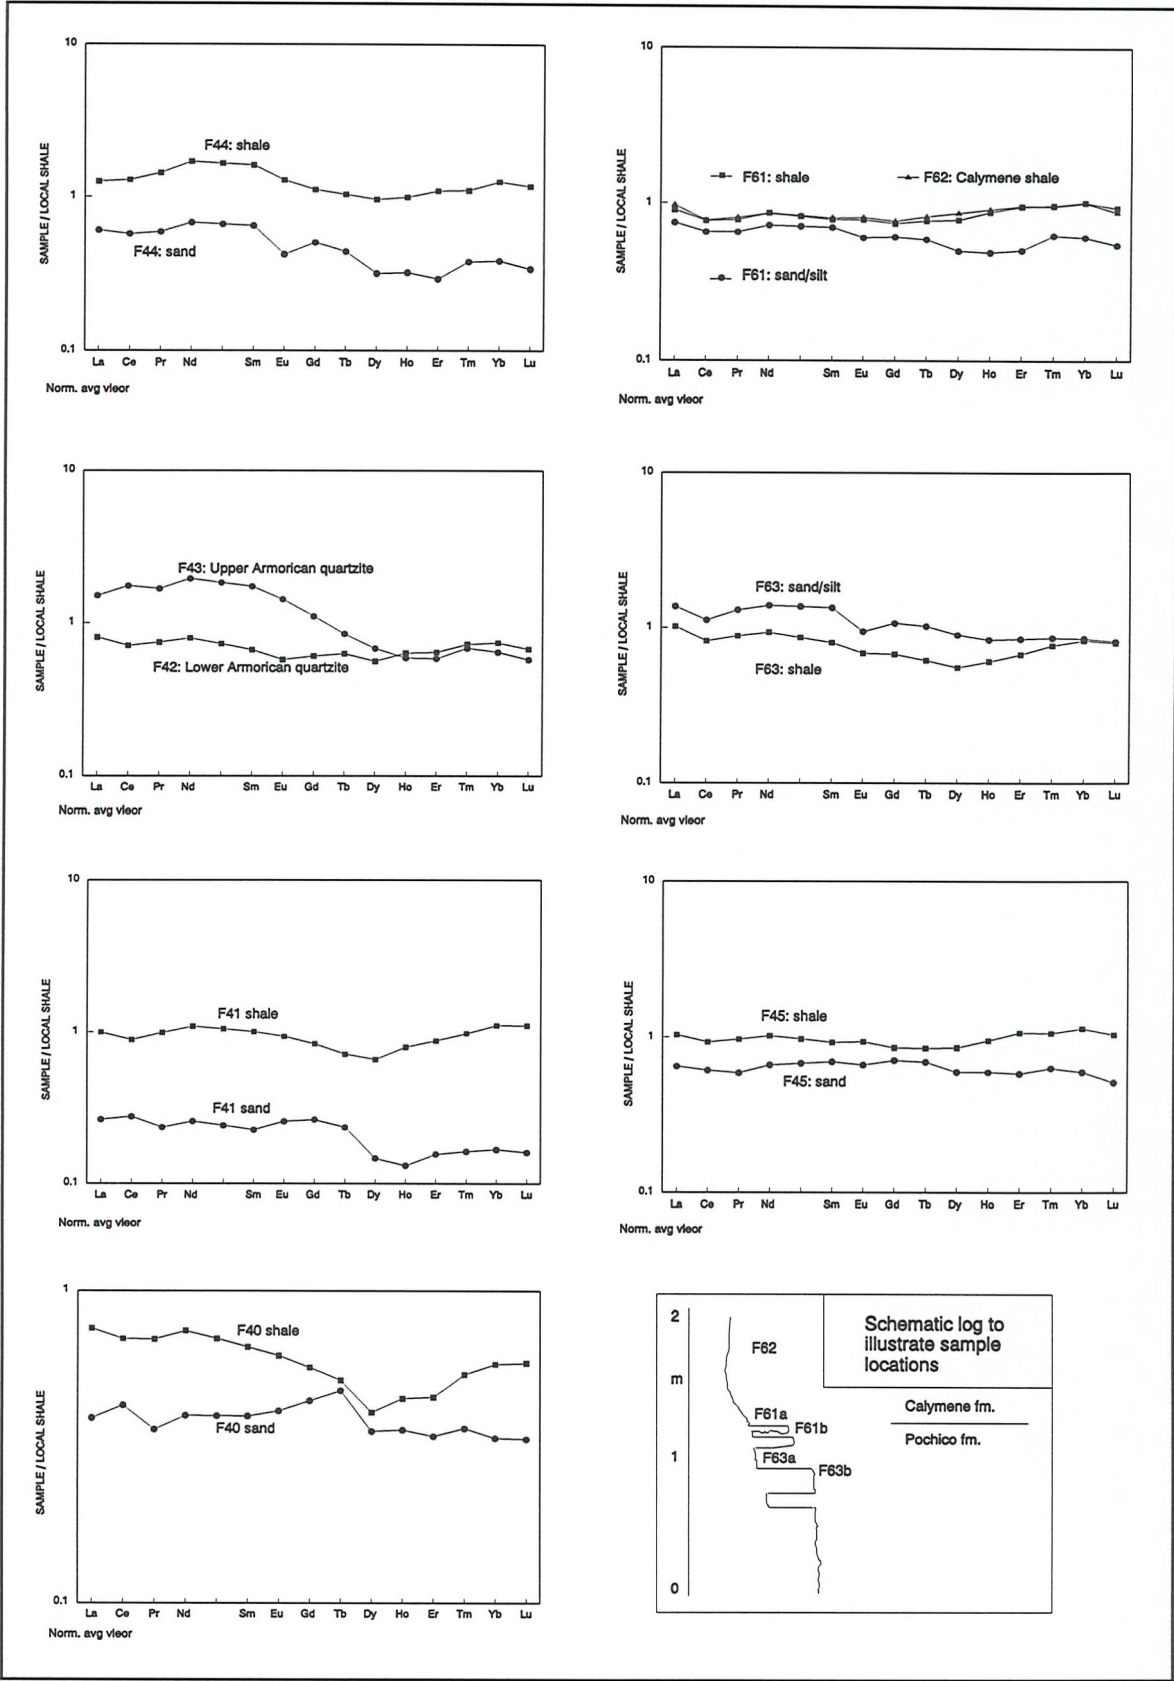 10
SAMPLE / LOCAL SHALE
1
0.1
F44: shale
F44: sand
La Ce Pr Nd Sm Eu Gd Tb Dy Ho Er Tm Yb Lu
Norm. avg vleor
10
SAMPLE / LOCAL SHALE
1
0.1
F61: shale
F62: Calymene shale
F61: sand/silt
La Ce Pr Nd Sm Eu Gd Tb Dy Ho Er Tm Yb Lu
Norm. avg vleor
10
SAMPLE / LOCAL SHALE
1
0.1
F43: Upper Armorican quartzite
F42: Lower Armorican quartzite
La Ce Pr Nd Sm Eu Gd Tb Dy Ho Er Tm Yb Lu
Norm. avg vleor
10
SAMPLE / LOCAL SHALE
1
0.1
F63: sand/silt
F63: shale
La Ce Pr Nd Sm Eu Gd Tb Dy Ho Er Tm Yb Lu
Norm. avg vleor
10
SAMPLE / LOCAL SHALE
1
0.1
F41 shale
F41 sand
La Ce Pr Nd Sm Eu Gd Tb Dy Ho Er Tm Yb Lu
Norm. avg vleor
10
SAMPLE / LOCAL SHALE
1
0.1
F45: shale
F45: sand
La Ce Pr Nd Sm Eu Gd Tb Dy Ho Er Tm Yb Lu
Norm. avg vleor
1
SAMPLE / LOCAL SHALE
0.1
F40 shale
F40 sand
La Ce Pr Nd Sm Eu Gd Tb Dy Ho Er Tm Yb Lu
Norm. avg vleor
2
m
1
0
F62
F61a
F61b
F63a
F63b
Schematic log to
illustrate sample
locations
Calymene fm.
Pochico fm.